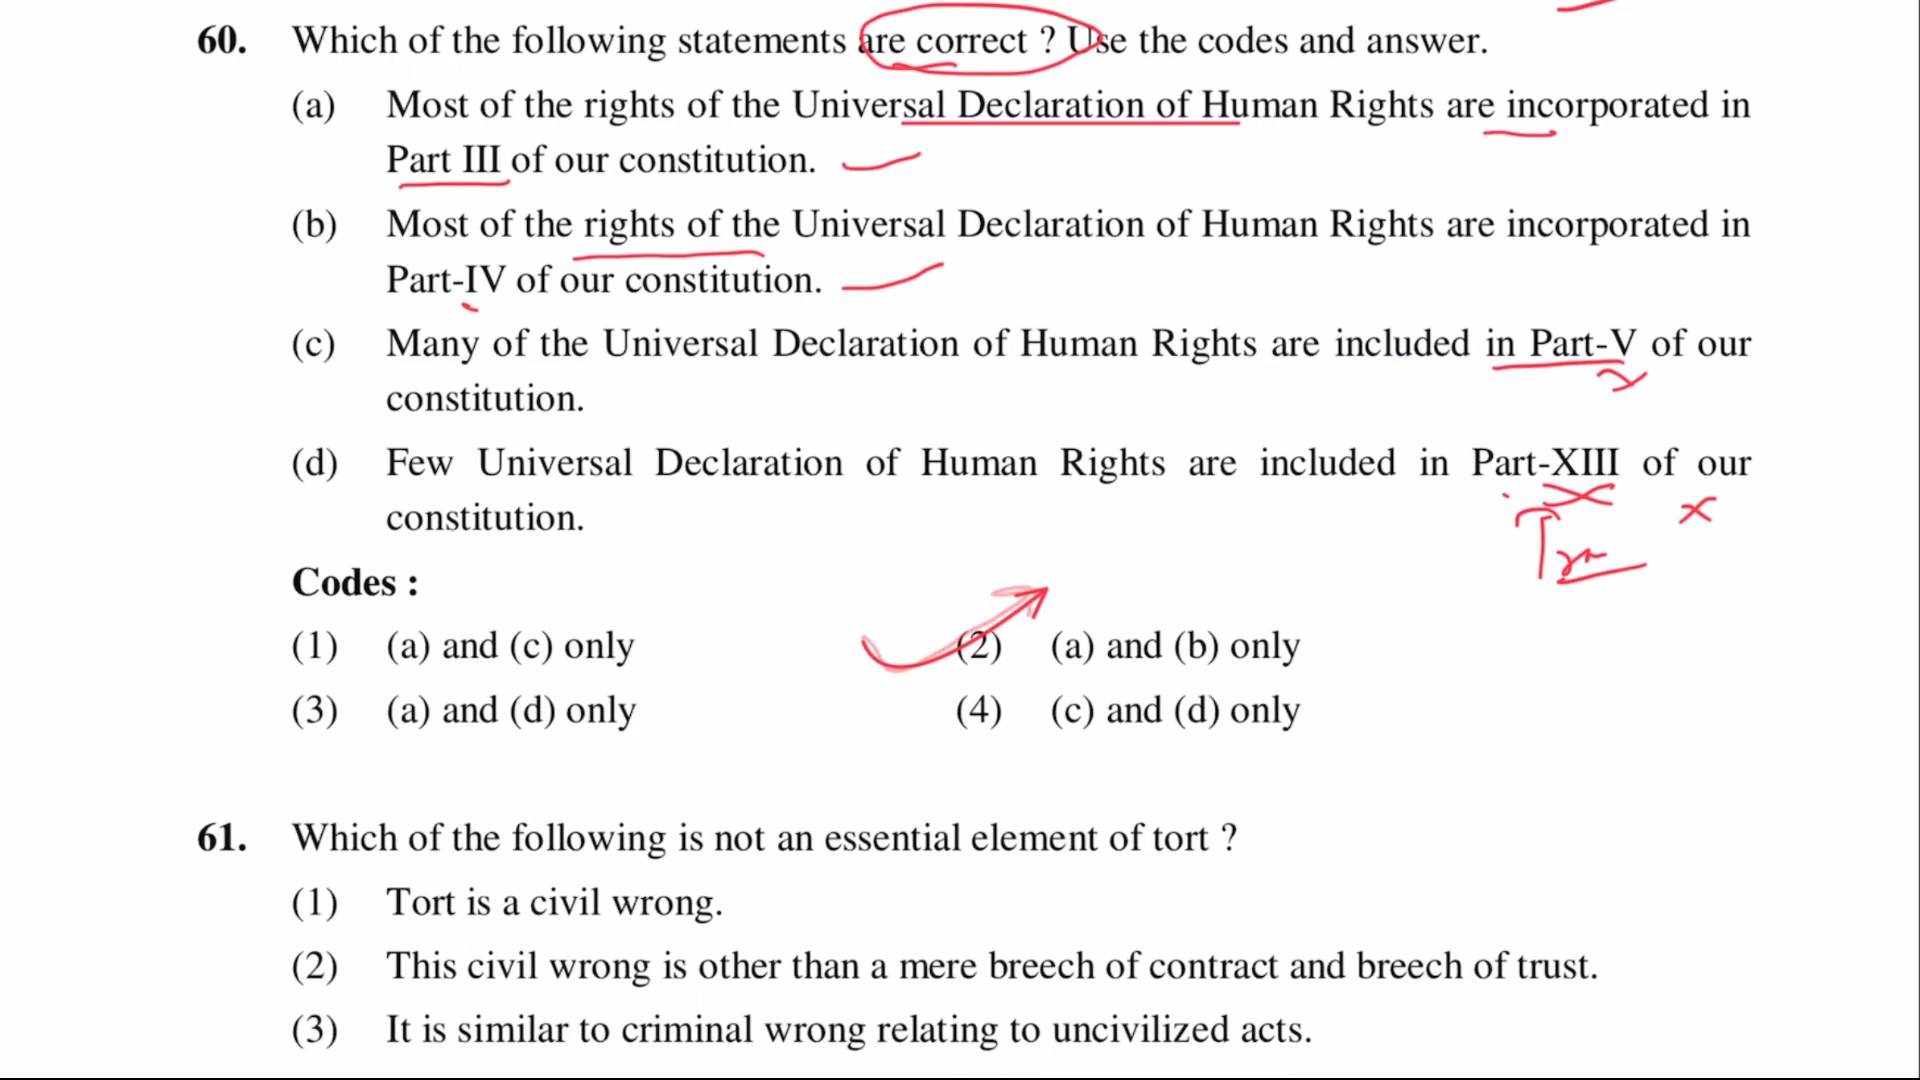 60. Which of the following statements are correct ? Use the codes and answer.
(a) Most of the rights of the Universal Declaration of Human Rights are incorporated in
Part III of our constitution.
(b) Most of the rights of the Universal Declaration of Human Rights are incorporated in
Part-IV of our constitution.
(c) Many of the Universal Declaration of Human Rights are included in Part-V of our
constitution.
(d) Few Universal Declaration of Human Rights are included in Part-XIII of our
constitution.
Codes :
(1) (a) and (c) only (2) (a) and (b) only
(3) (a) and (d) only (4) (c) and (d) only
61. Which of the following is not an essential element of tort ?
(1) Tort is a civil wrong.
(2) This civil wrong is other than a mere breech of contract and breech of trust.
(3) It is similar to criminal wrong relating to uncivilized acts.